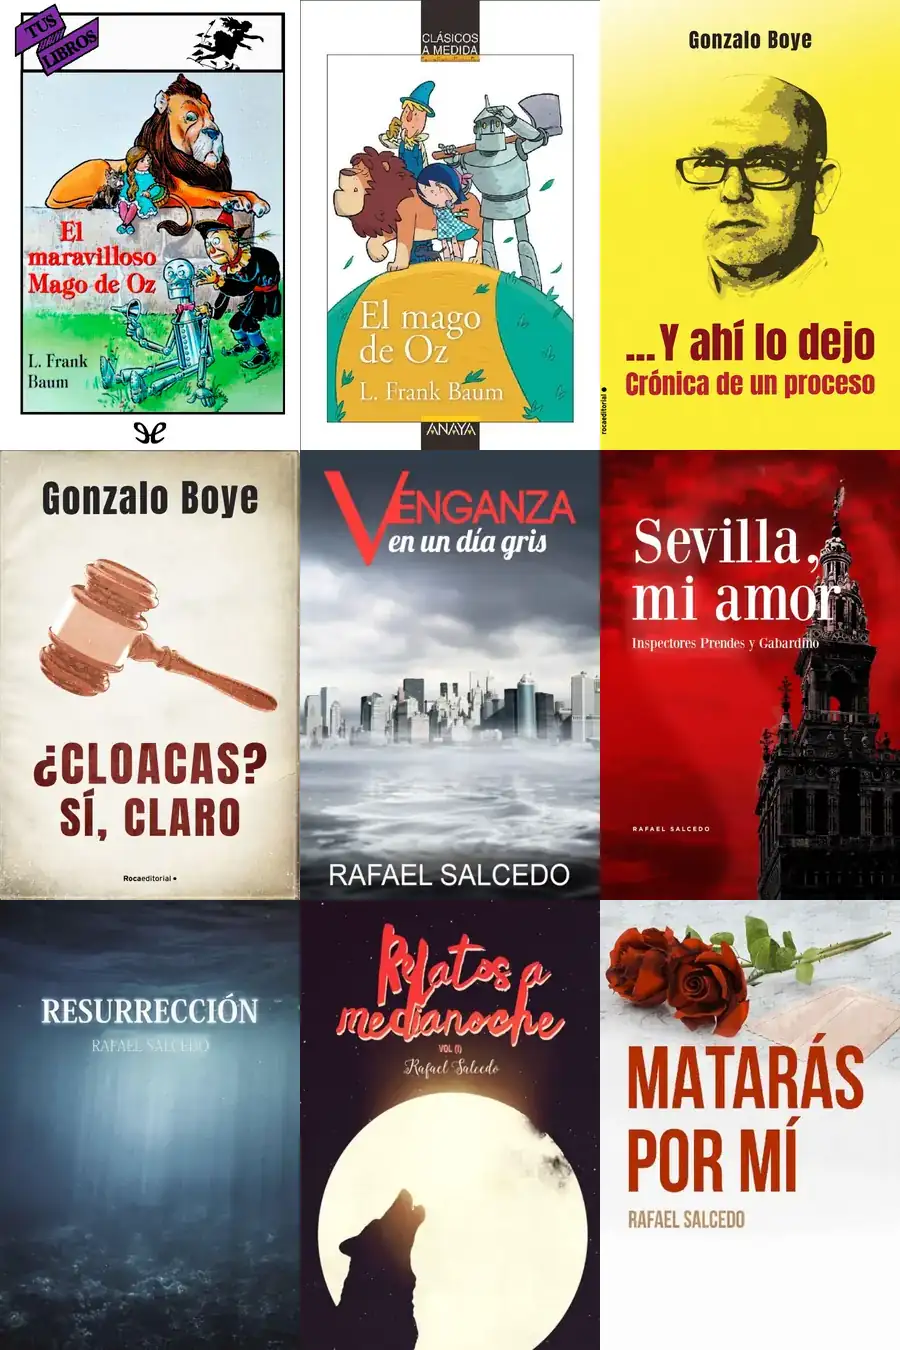 TUS
LIBROS
El
maravilloso
Mago de Oz
L. Frank
Baum
CLÁSICOS
A MEDIDA
El mago
de Oz
L. Frank Baum
ANAYA
Gonzalo Boye
...Y ahí lo dejo
Crónica de un proceso
rocaeditorial
Gonzalo Boye
¿CLOACAS?
SÍ, CLARO
Rocaeditorial
VENGANZA
en un día gris
RAFAEL SALCEDO
Sevilla,
mi amor
Inspectores Prendes y Gabardino
RAFAEL SALCEDO
RESURRECCIÓN
RAFAEL SALCEDO
Relatos a
medianoche
VOL (I)
Rafael Salcedo
MATARÁS
POR MÍ
RAFAEL SALCEDO